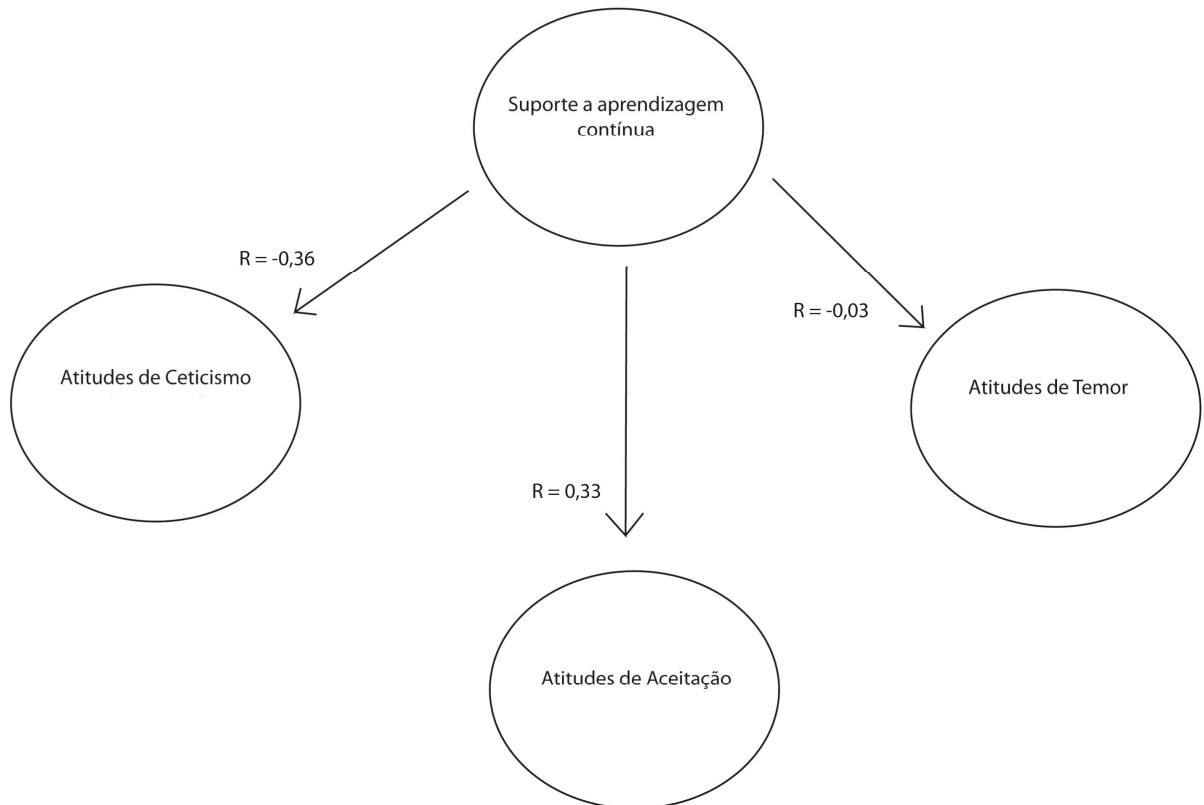 Suporte a aprendizagem
contínua
R = -0,36
R = -0,03
Atitudes de Ceticismo
Atitudes de Temor
R = 0,33
Atitudes de Aceitação